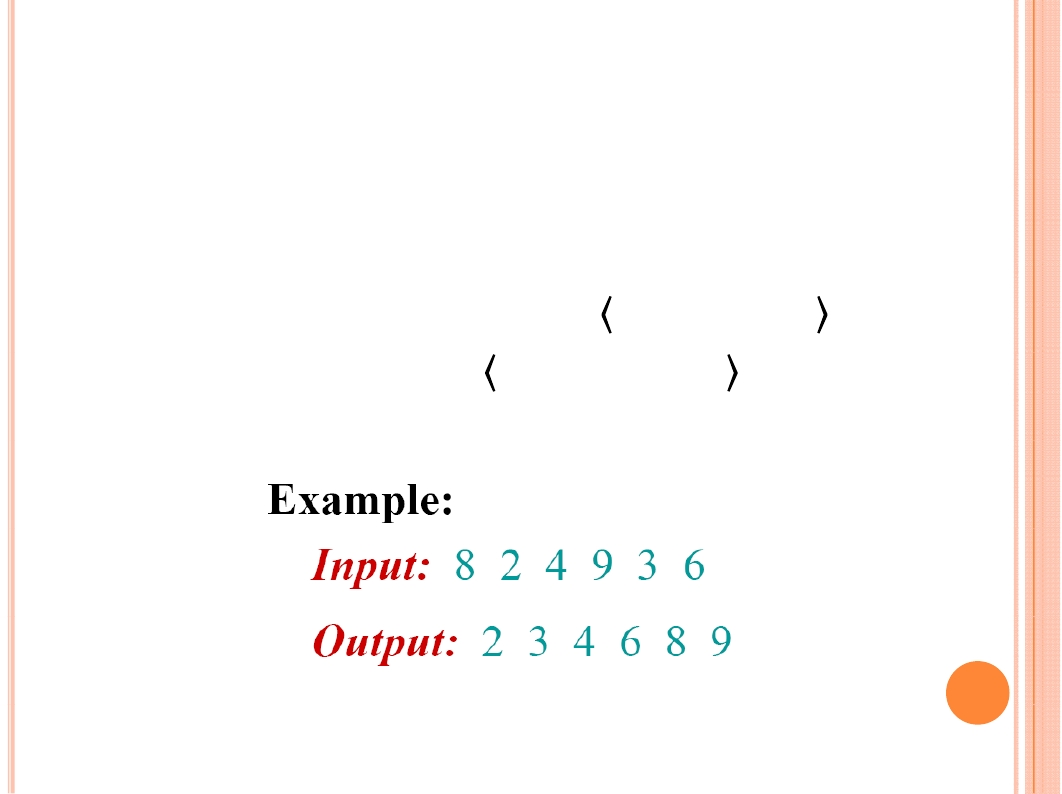 ⟨ ⟩
⟨ ⟩
Example:
Input: 8 2 4 9 3 6
Output: 2 3 4 6 8 9